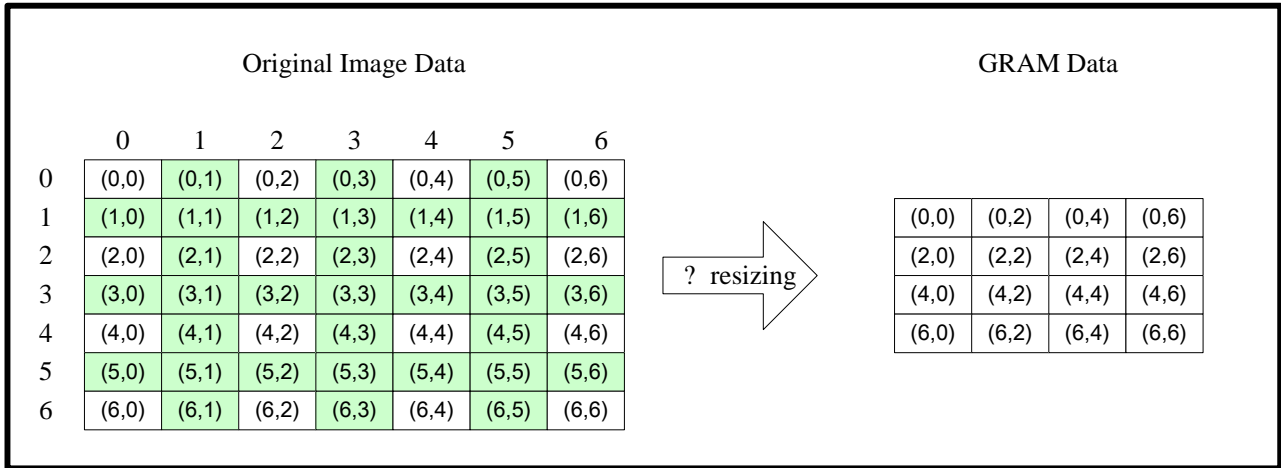 Original Image Data
GRAM Data
0 1 2 3 4 5 6
0 (0,0) (0,1) (0,2) (0,3) (0,4) (0,5) (0,6)
1 (1,0) (1,1) (1,2) (1,3) (1,4) (1,5) (1,6)
2 (2,0) (2,1) (2,2) (2,3) (2,4) (2,5) (2,6)
3 (3,0) (3,1) (3,2) (3,3) (3,4) (3,5) (3,6)
4 (4,0) (4,1) (4,2) (4,3) (4,4) (4,5) (4,6)
5 (5,0) (5,1) (5,2) (5,3) (5,4) (5,5) (5,6)
6 (6,0) (6,1) (6,2) (6,3) (6,4) (6,5) (6,6)
? resizing
(0,0) (0,2) (0,4) (0,6)
(2,0) (2,2) (2,4) (2,6)
(4,0) (4,2) (4,4) (4,6)
(6,0) (6,2) (6,4) (6,6)